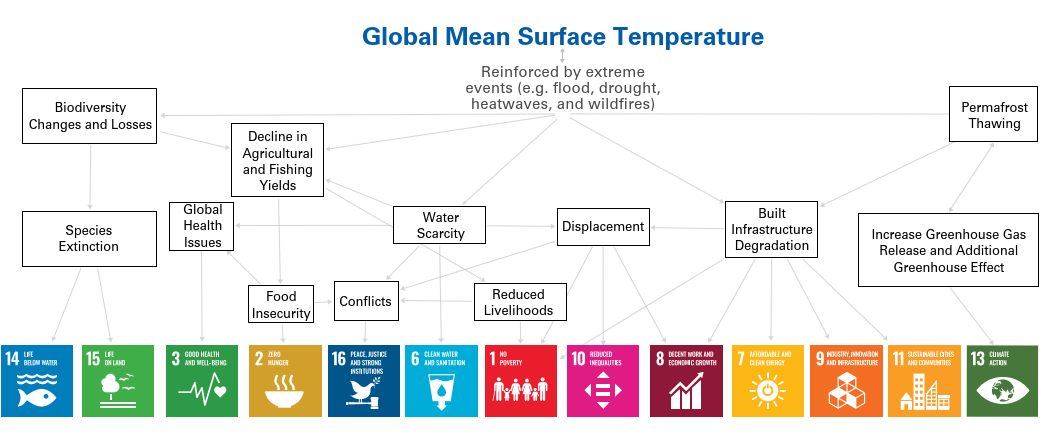 Global Mean Surface Temperature
Reinforced by extreme
events (e.g. flood, drought,
heatwaves, and wildfires)
Biodiversity
Changes and Losses
Permafrost
Thawing
Decline in
Agricultural
and Fishing
Yields
Species
Extinction
Global
Health
Issues
Water
Scarcity
Displacement
Built
Infrastructure
Degradation
Increase Greenhouse Gas
Release and Additional
Greenhouse Effect
Food
Insecurity
Conflicts
Reduced
Livelihoods
14 LIFE
BELOW WATER
15 LIFE
ON LAND
3 GOOD HEALTH
AND WELL-BEING
2 ZERO
HUNGER
16 PEACE, JUSTICE
AND STRONG
INSTITUTIONS
6 CLEAN WATER
AND SANITATION
1 NO
POVERTY
10 REDUCED
INEQUALITIES
8 DECENT WORK AND
ECONOMIC GROWTH
7 AFFORDABLE AND
CLEAN ENERGY
9 INDUSTRY, INNOVATION
AND INFRASTRUCTURE
11 SUSTAINABLE CITIES
AND COMMUNITIES
13 CLIMATE
ACTION